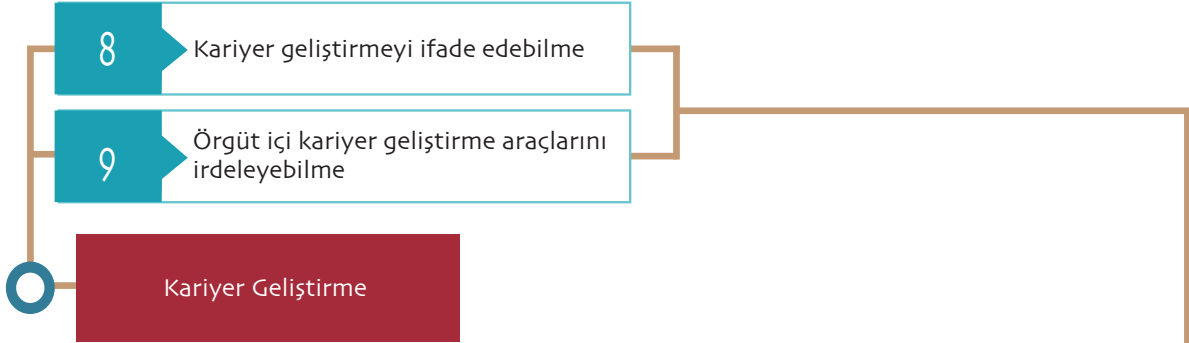 8
Kariyer geliştirmeyi ifade edebilme
9
Örgüt içi kariyer geliştirme araçlarını
irdeleyebilme
Kariyer Geliştirme